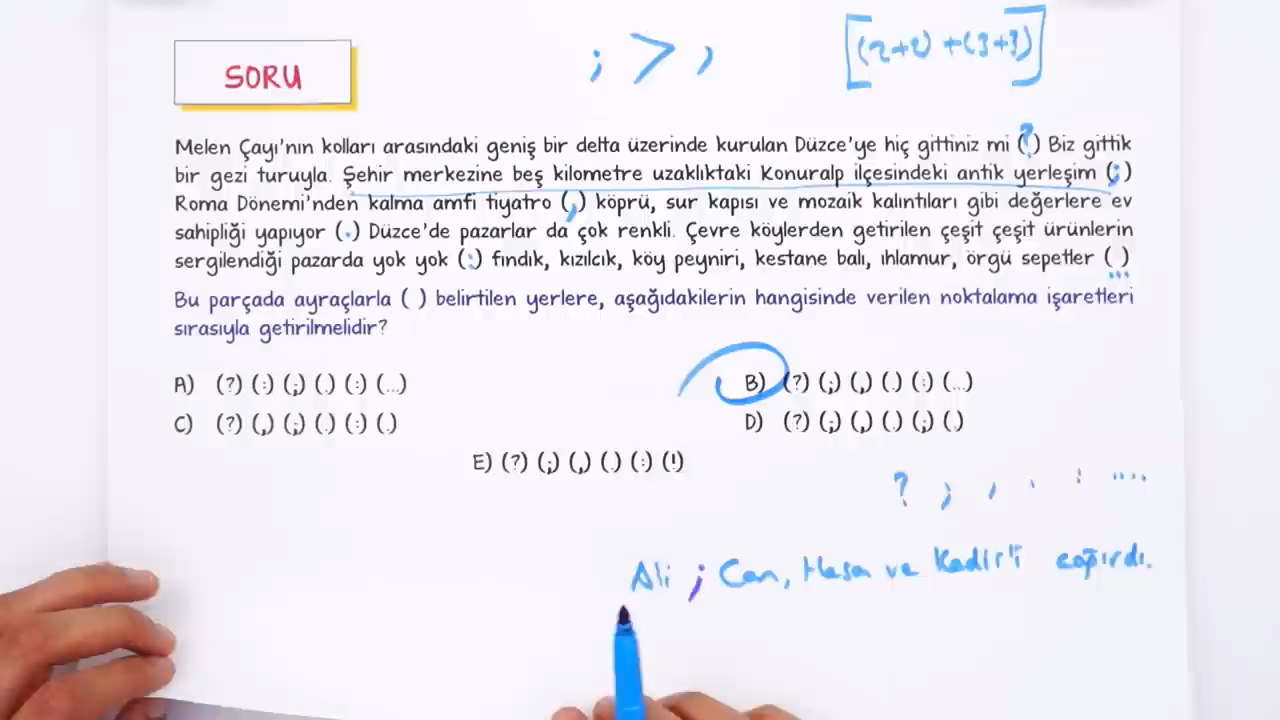 ; > ,
[(2+2) +(3+3)]
SORU
Melen Çayı'nın kolları arasındaki geniş bir delta üzerinde kurulan Düzce'ye hiç gittiniz mi (?) Biz gittik
bir gezi turuyla. Şehir merkezine beş kilometre uzaklıktaki Konuralp ilçesindeki antik yerleşim (;)
Roma Dönemi'nden kalma amfi tiyatro (,) köprü, sur kapısı ve mozaik kalıntıları gibi değerlere ev
sahipliği yapıyor (.) Düzce'de pazarlar da çok renkli. Çevre köylerden getirilen çeşit çeşit ürünlerin
sergilendiği pazarda yok yok (:) fındık, kızılcık, köy peyniri, kestane balı, ıhlamur, örgü sepetler ( )
...
Bu parçada ayraçlarla ( ) belirtilen yerlere, aşağıdakilerin hangisinde verilen noktalama işaretleri
sırasıyla getirilmelidir?
A) (?) (:) (;) (.) (:) (...)
B) (?) (;) (,) (.) (:) (...)
C) (?) (,) (;) (.) (:) (.)
D) (?) (;) (,) (.) (;) (.)
E) (?) (;) (,) (.) (:) (!)
? ; , . : ....
Ali ; Can, Hasan ve Kadir'i çağırdı.